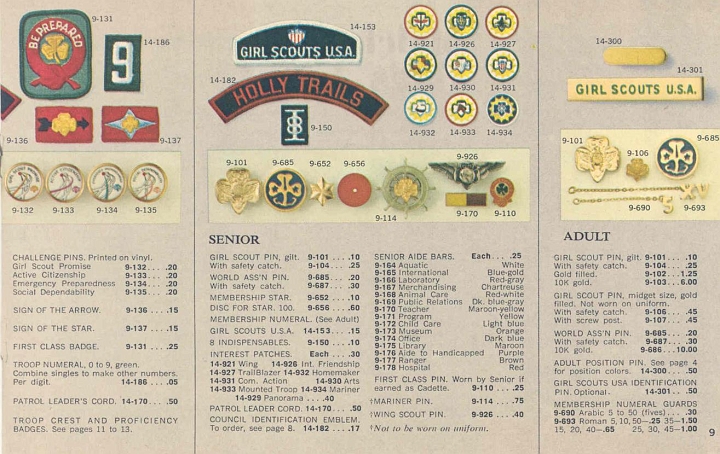 9-131
BE PREPARED
9
14-186
9-136
9-137
9-132
9-133
9-134
9-135
CHALLENGE PINS. Printed on vinyl.
Girl Scout Promise 9-132 ... .20
Active Citizenship 9-133 ... .20
Emergency Preparedness 9-134 ... .20
Social Dependability 9-135 ... .20
SIGN OF THE ARROW. 9-136 ... .15
SIGN OF THE STAR. 9-137 ... .15
FIRST CLASS BADGE. 9-131 ... .25
TROOP NUMERAL, 0 to 9, green.
Combine singles to make other numbers.
Per digit. 14-186 ... .05
PATROL LEADER'S CORD. 14-170 ... .50
TROOP CREST AND PROFICIENCY
BADGES. See pages 11 to 13.
14-153
GIRL SCOUTS U.S.A.
14-182
HOLLY TRAILS
9-150
14-921
14-926
14-927
14-929
14-930
14-931
14-932
14-933
14-934
9-101
9-685
9-652
9-656
9-114
9-926
9-170
9-110
SENIOR
GIRL SCOUT PIN, gilt. 9-101 ... .10
With safety catch. 9-104 ... .25
WORLD ASS'N PIN. 9-685 ... .20
With safety catch. 9-687 ... .30
MEMBERSHIP STAR. 9-652 ... .10
DISC FOR STAR. 100. 9-656 ... .60
MEMBERSHIP NUMERAL. (See Adult)
GIRL SCOUTS U.S.A. 14-153 ... .15
8 INDISPENSABLES. 9-150 ... .10
INTEREST PATCHES. Each ... .30
14-921 Wing 14-926 Int. Friendship
14-927 TrailBlazer 14-932 Homemaker
14-931 Com. Action 14-930 Arts
14-933 Mounted Troop 14-934 Mariner
14-929 Panorama ... .40
PATROL LEADER CORD. 14-170 ... .50
COUNCIL IDENTIFICATION EMBLEM.
To order, see page 8. 14-182 ... .17
SENIOR AIDE BARS. Each ... .25
9-164 Aquatic White
9-165 International Blue-gold
9-166 Laboratory Red-gray
9-167 Merchandising Chartreuse
9-168 Animal Care Red-white
9-169 Public Relations Dk. blue-gray
9-170 Teacher Maroon-yellow
9-171 Program Yellow
9-172 Child Care Light blue
9-173 Museum Orange
9-174 Office Dark blue
9-175 Library Maroon
9-176 Aide to Handicapped Purple
9-177 Ranger Brown
9-178 Hospital Red
FIRST CLASS PIN. Worn by Senior if
earned as Cadette. 9-110 ... .25
†MARINER PIN. 9-114 ... .75
†WING SCOUT PIN. 9-926 ... .40
†Not to be worn on uniform.
14-300
14-301
GIRL SCOUTS U.S.A.
9-101
9-106
9-685
9-690
9-693
ADULT
GIRL SCOUT PIN, gilt. 9-101 ... .10
With safety catch. 9-104 ... .25
Gold filled. 9-102 ... 1.25
10K gold. 9-103 ... 6.00
GIRL SCOUT PIN, midget size, gold
filled. Not worn on uniform.
With safety catch. 9-106 ... .45
With screw post. 9-107 ... .45
WORLD ASS'N PIN. 9-685 ... .20
With safety catch. 9-687 ... .30
10K gold. 9-686 ... 10.00
ADULT POSITION PIN. See page 4
for position colors. 14-300 ... .50
GIRL SCOUTS USA IDENTIFICATION
PIN. Optional. 14-301 ... .50
MEMBERSHIP NUMERAL GUARDS
9-690 Arabic 5 to 50 (fives) ... .30
9-693 Roman 5, 10, 50—.25 35—1.50
15, 20, 40—.65 25, 30, 45—1.00
9